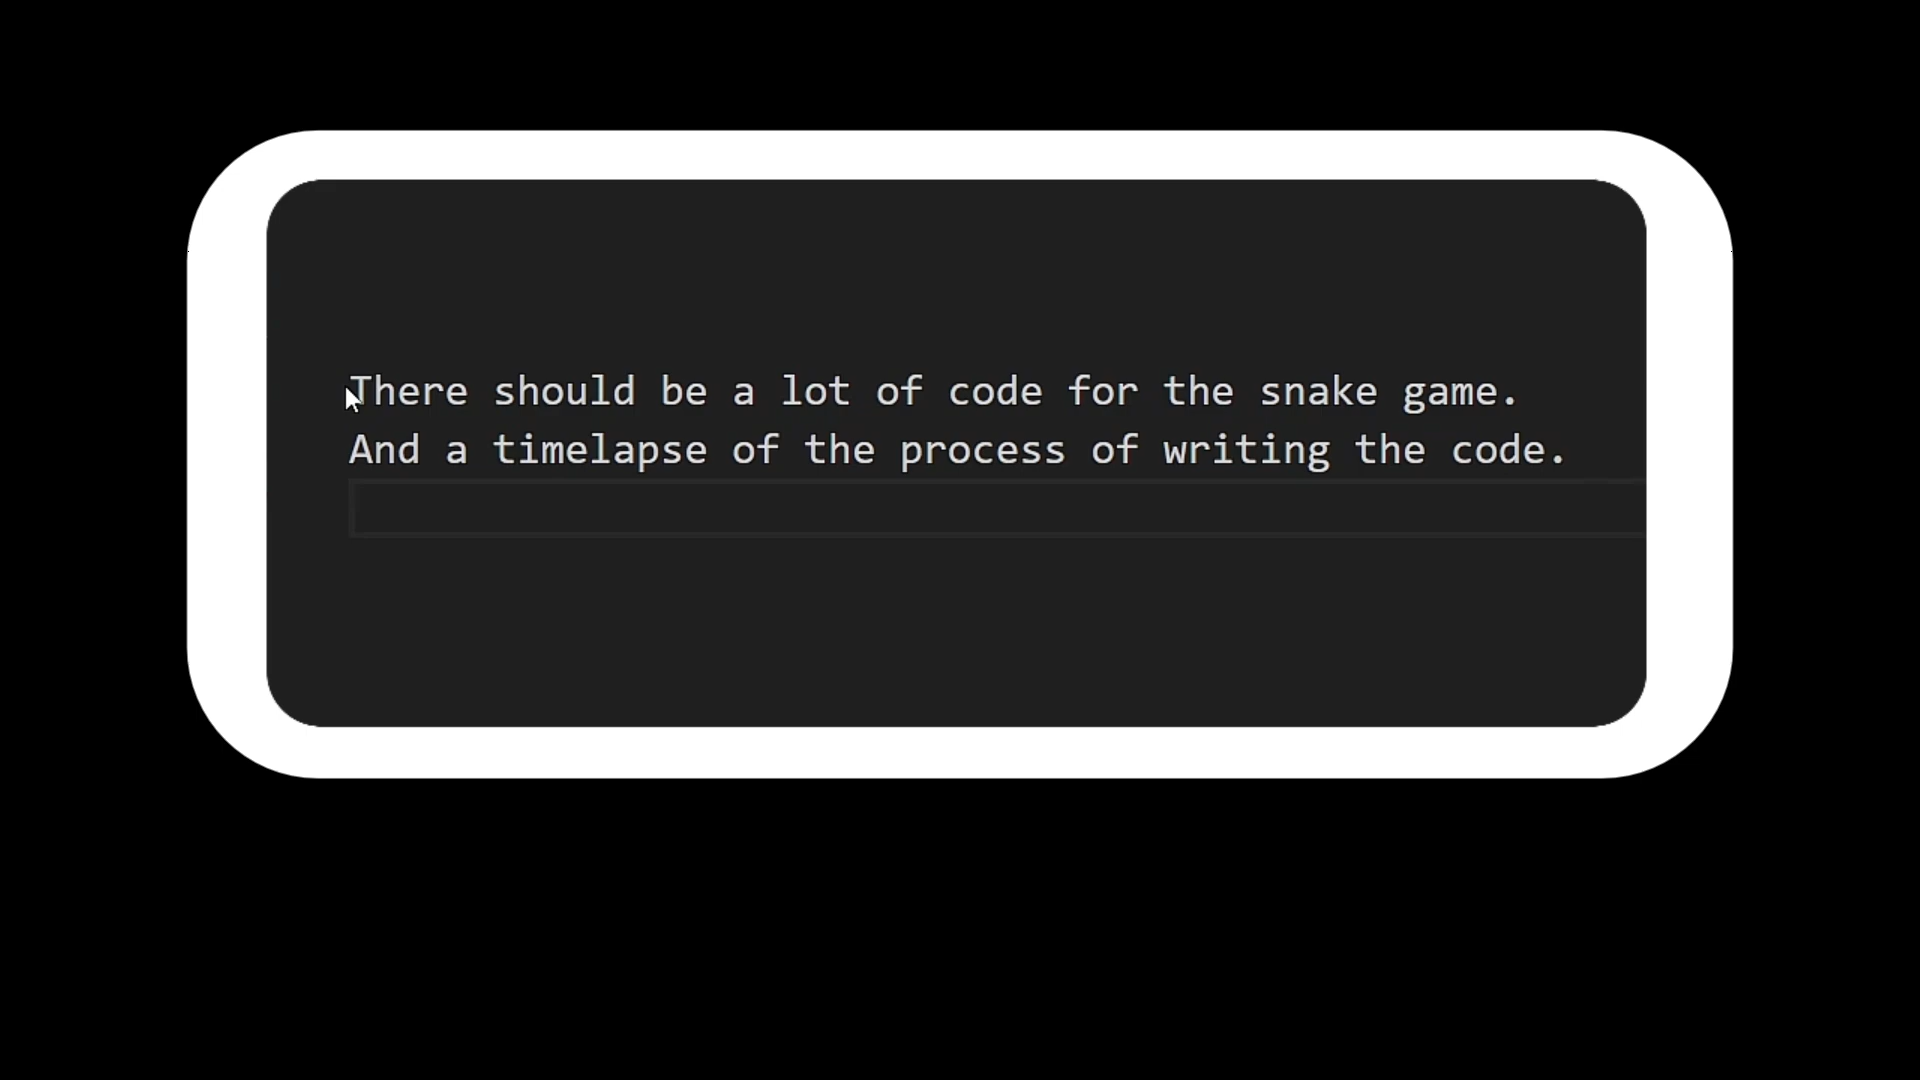 There should be a lot of code for the snake game.
And a timelapse of the process of writing the code.